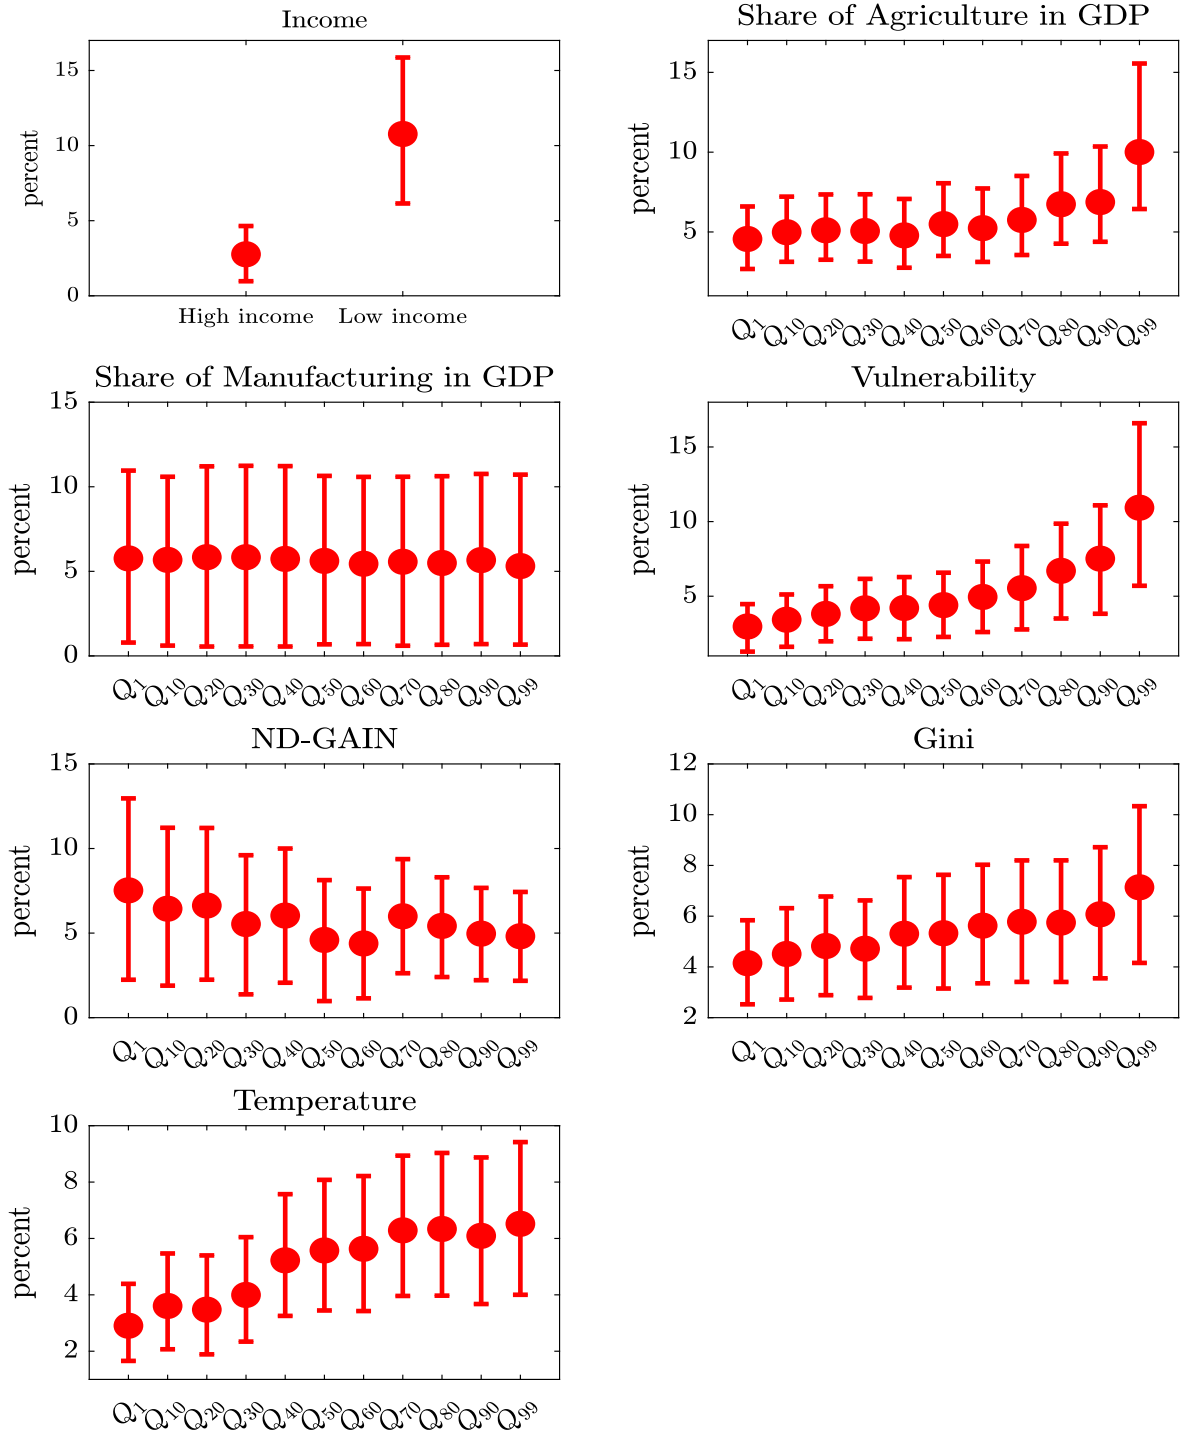 Income
percent
15
10
5
0
High income Low income
Share of Agriculture in GDP
percent
15
10
5
Q1 Q10 Q20 Q30 Q40 Q50 Q60 Q70 Q80 Q90 Q99
Share of Manufacturing in GDP
percent
15
10
5
0
Q1 Q10 Q20 Q30 Q40 Q50 Q60 Q70 Q80 Q90 Q99
Vulnerability
percent
15
10
5
Q1 Q10 Q20 Q30 Q40 Q50 Q60 Q70 Q80 Q90 Q99
ND-GAIN
percent
15
10
5
0
Q1 Q10 Q20 Q30 Q40 Q50 Q60 Q70 Q80 Q90 Q99
Gini
percent
12
10
8
6
4
2
Q1 Q10 Q20 Q30 Q40 Q50 Q60 Q70 Q80 Q90 Q99
Temperature
percent
10
8
6
4
2
Q1 Q10 Q20 Q30 Q40 Q50 Q60 Q70 Q80 Q90 Q99